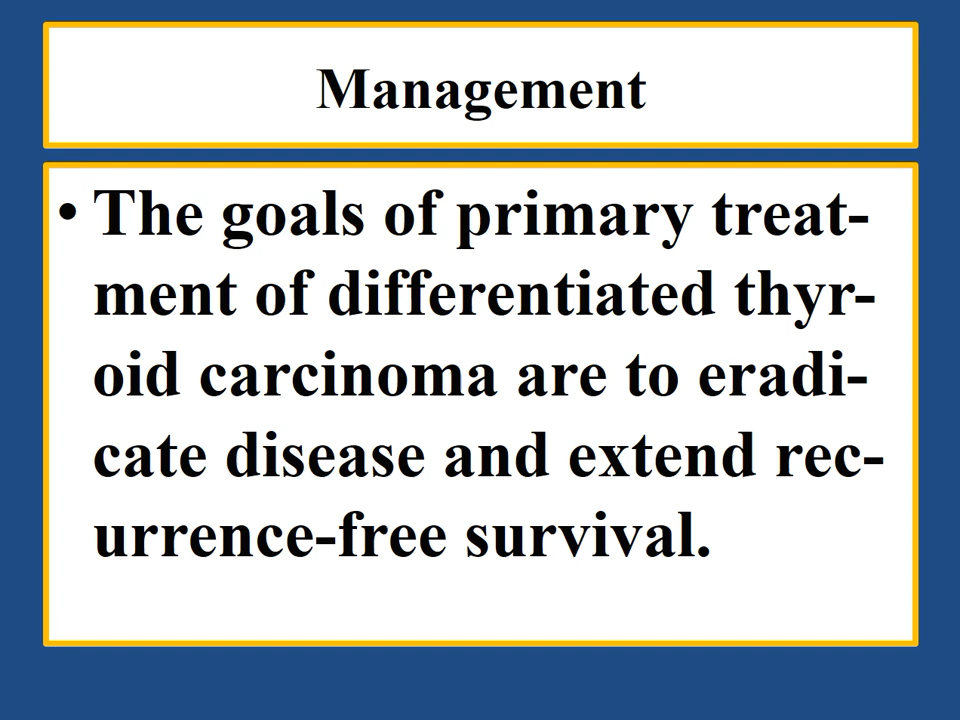 Management
• The goals of primary treat-
ment of differentiated thyr-
oid carcinoma are to eradi-
cate disease and extend rec-
urrence-free survival.